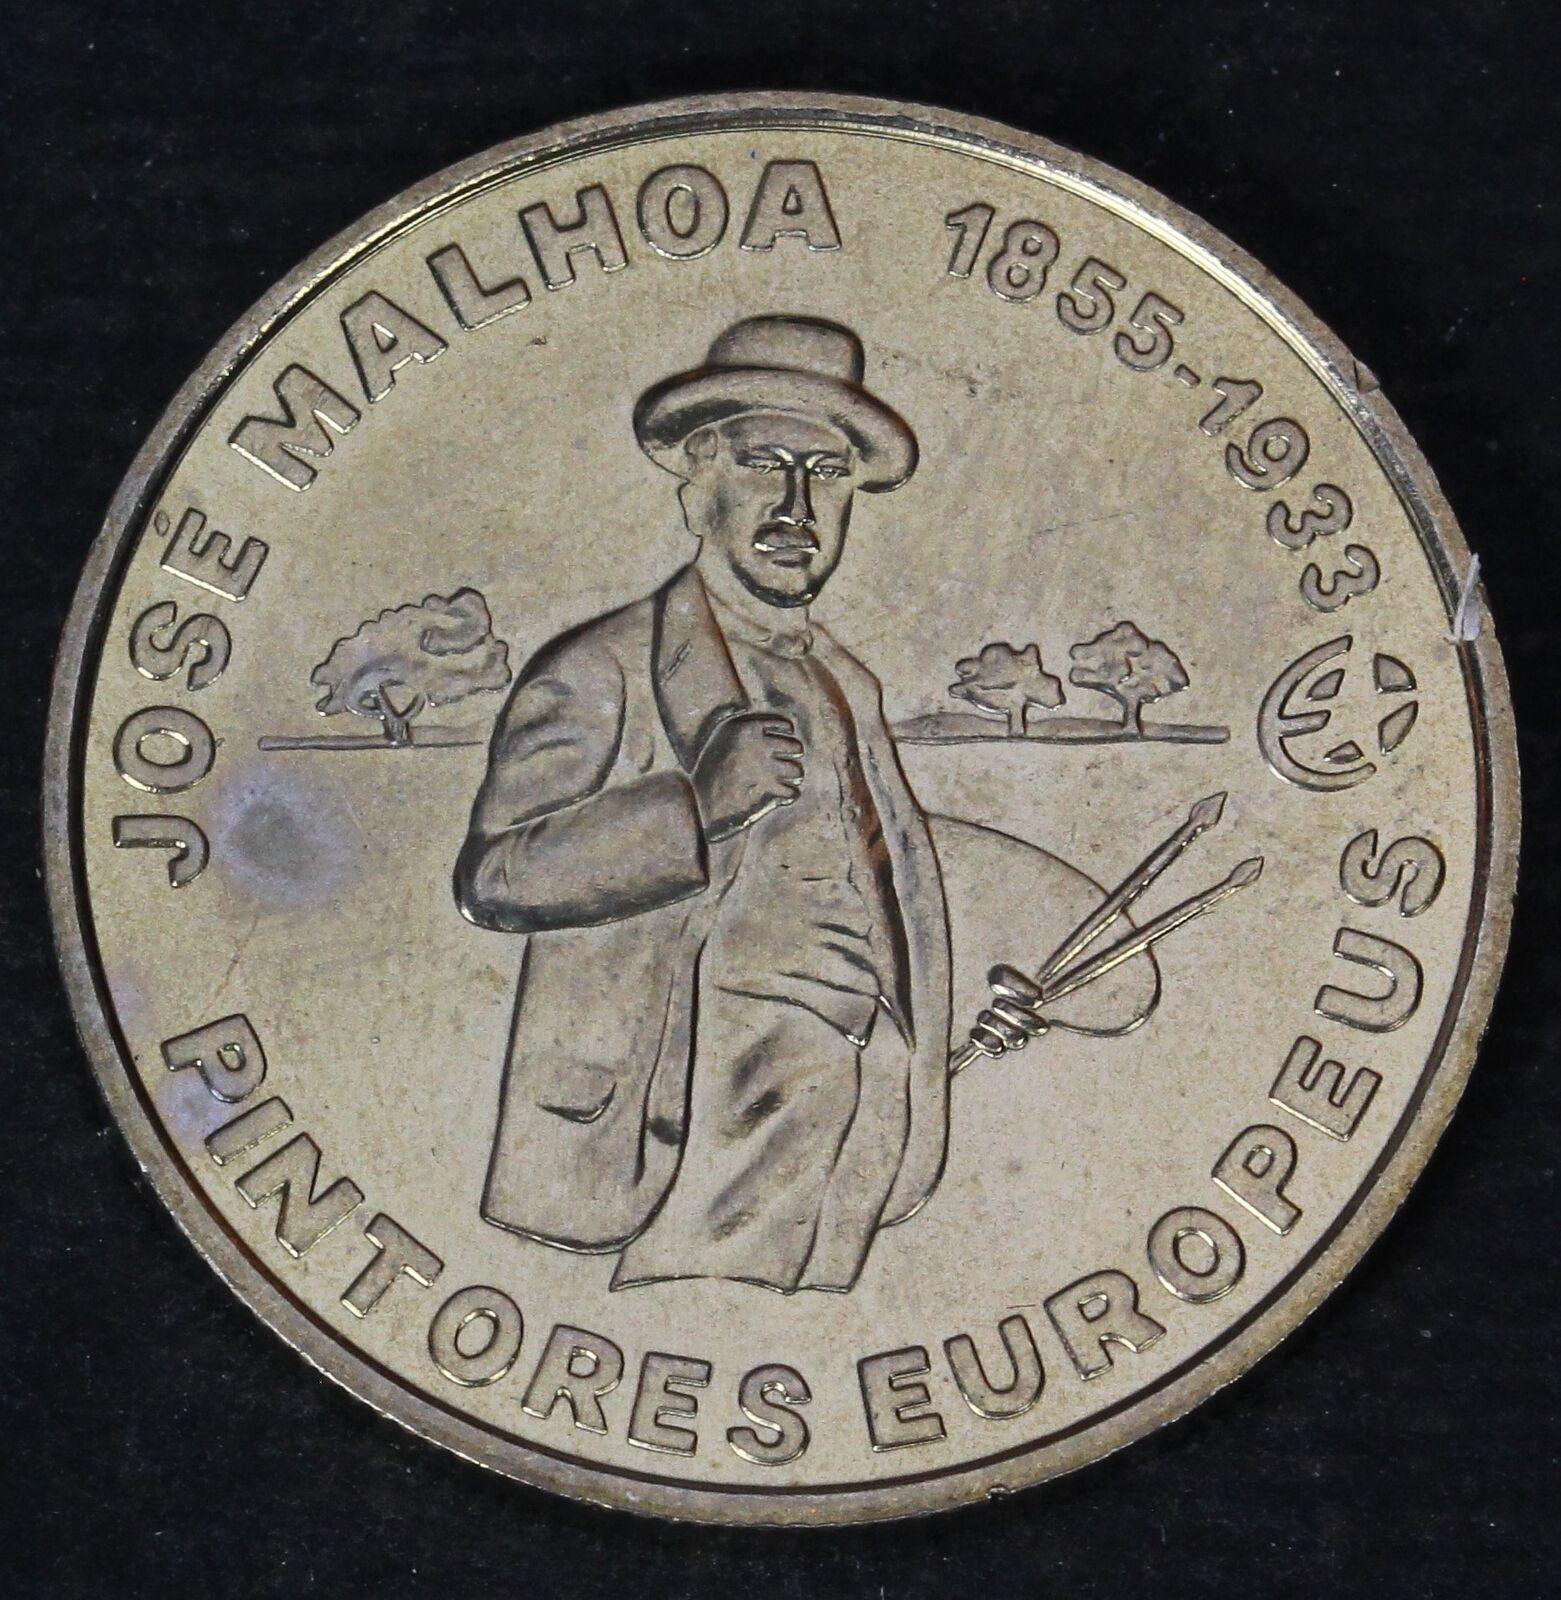 JOSÉ MALHOA 1855-1933
PINTORES EUROPEUS